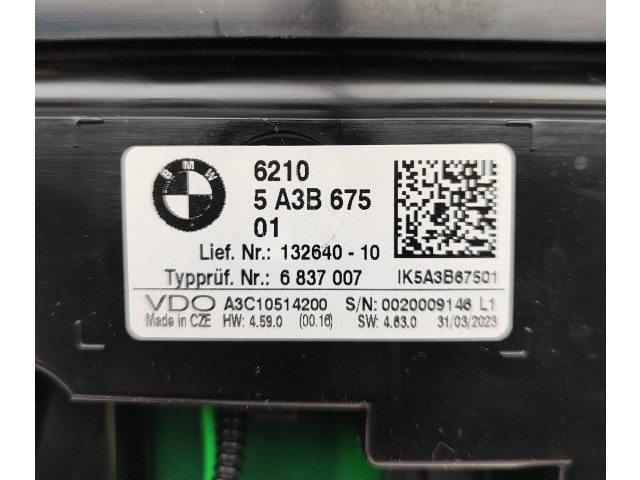 BMW
6210
5 A3B 675
01
Lief. Nr.: 132640 - 10
Typprüf. Nr.: 6 837 007
IK5A3B67501
VDO A3C10514200 S/N: 0020009146 L1
Made in CZE HW: 4.59.0 (00.16) SW: 4.63.0 31/03/2023